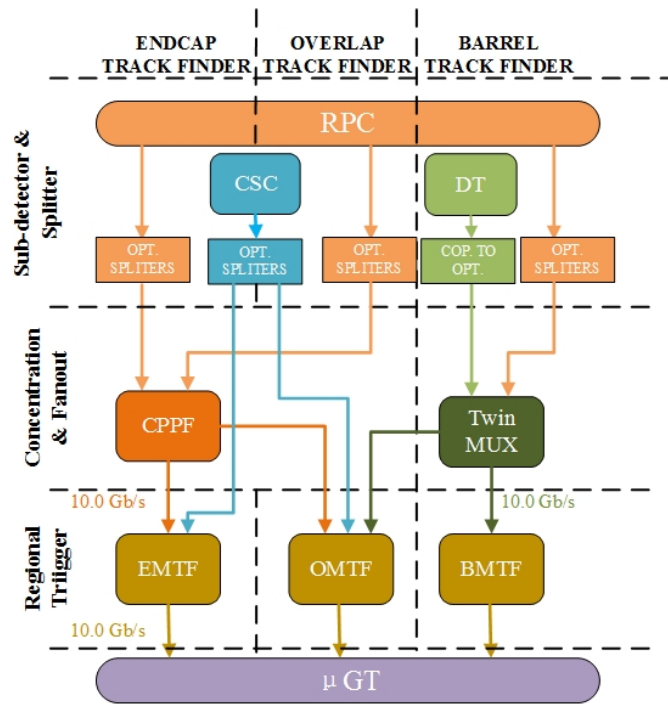 ENDCAP
TRACK FINDER
OVERLAP
TRACK FINDER
BARREL
TRACK FINDER
Sub-detector &
Splitter
RPC
CSC
DT
OPT.
SPLITERS
OPT.
SPLITERS
OPT.
SPLITERS
COP. TO
OPT.
OPT.
SPLITERS
Concentration
& Fanout
CPPF
Twin
MUX
10.0 Gb/s
10.0 Gb/s
Regional
Triigger
EMTF
OMTF
BMTF
10.0 Gb/s
μ GT